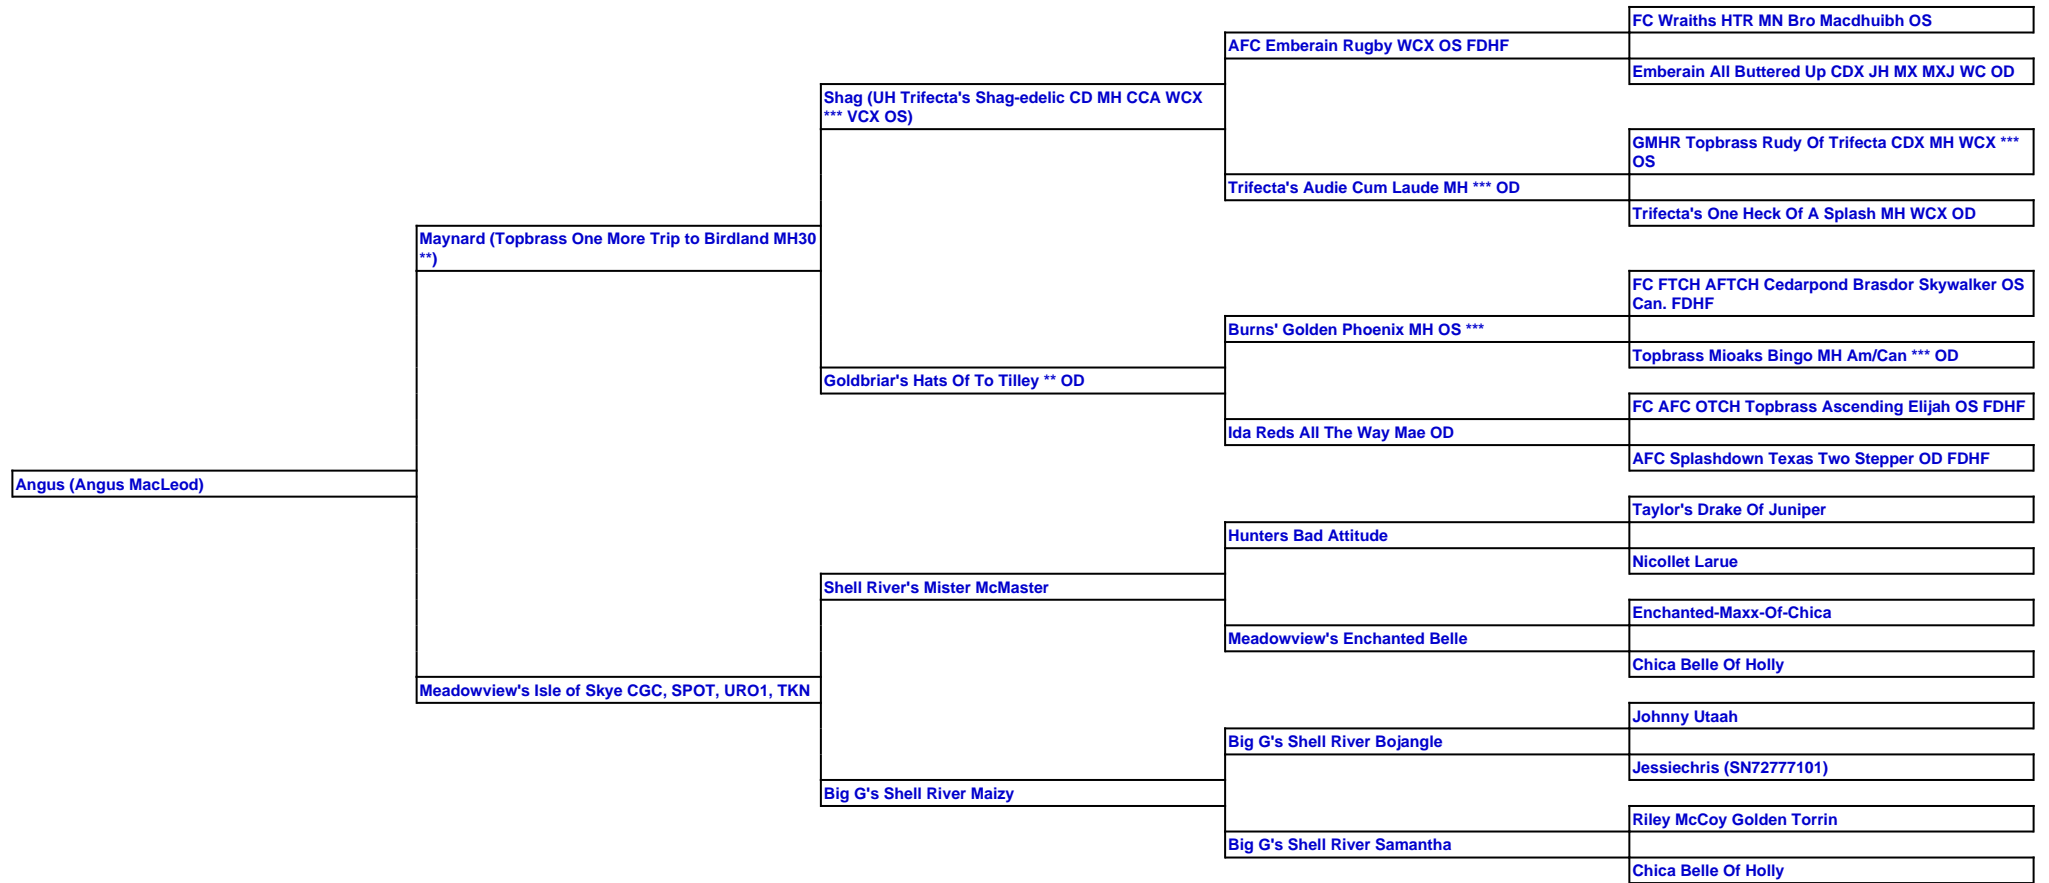 FC Wraiths HTR MN Bro Macdhuibh OS
AFC Emberain Rugby WCX OS FDHF
Emberain All Buttered Up CDX JH MX MXJ WC OD
Shag (UH Trifecta's Shag-edelic CD MH CCA WCX
*** VCX OS)
GMHR Topbrass Rudy Of Trifecta CDX MH WCX ***
OS
Trifecta's Audie Cum Laude MH *** OD
Trifecta's One Heck Of A Splash MH WCX OD
Maynard (Topbrass One More Trip to Birdland MH30
**)
FC FTCH AFTCH Cedarpond Brasdor Skywalker OS
Can. FDHF
Burns' Golden Phoenix MH OS ***
Topbrass Mioaks Bingo MH Am/Can *** OD
Goldbriar's Hats Of To Tilley ** OD
FC AFC OTCH Topbrass Ascending Elijah OS FDHF
Ida Reds All The Way Mae OD
AFC Splashdown Texas Two Stepper OD FDHF
Angus (Angus MacLeod)
Taylor's Drake Of Juniper
Hunters Bad Attitude
Nicollet Larue
Shell River's Mister McMaster
Enchanted-Maxx-Of-Chica
Meadowview's Enchanted Belle
Chica Belle Of Holly
Meadowview's Isle of Skye CGC, SPOT, URO1, TKN
Johnny Utaah
Big G's Shell River Bojangle
Jessiechris (SN72777101)
Big G's Shell River Maizy
Riley McCoy Golden Torrin
Big G's Shell River Samantha
Chica Belle Of Holly